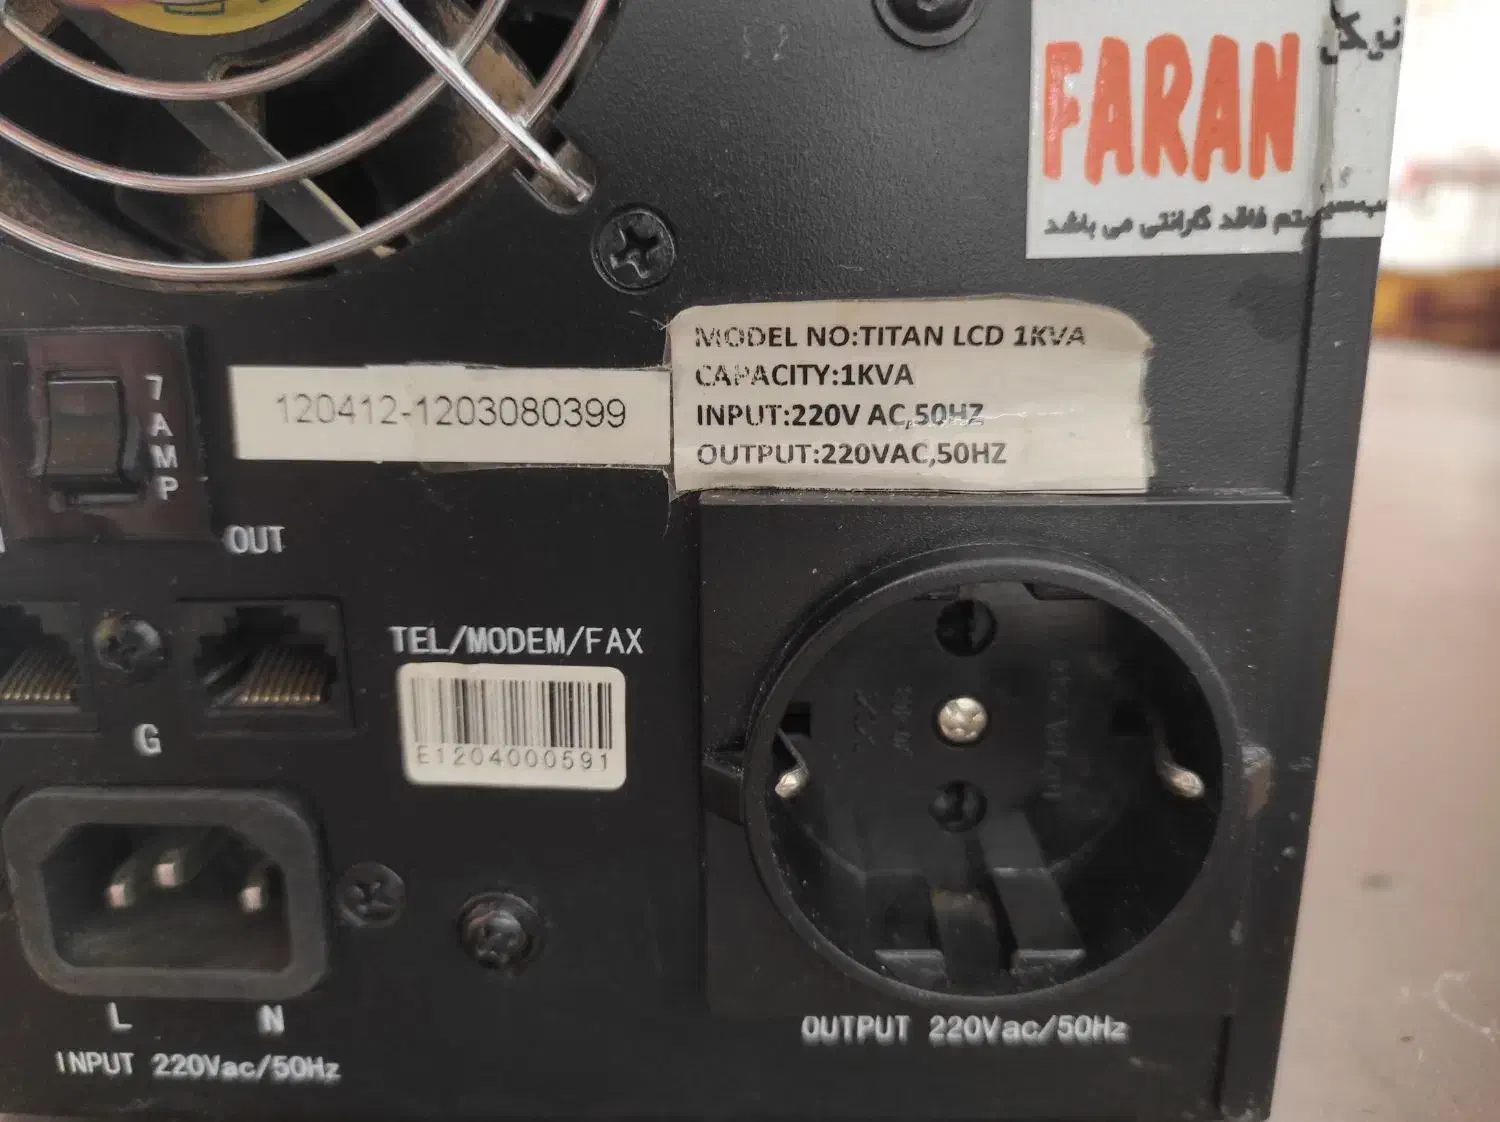 FARAN
فاقد گارانتی می باشد
MODEL NO:TITAN LCD 1KVA
CAPACITY:1KVA
INPUT:220V AC,50HZ
OUTPUT:220VAC,50HZ
120412-1203080399
7 AMP
OUT
TEL/MODEM/FAX
E1204000591
G
L N
INPUT 220Vac/50Hz
OUTPUT 220Vac/50Hz